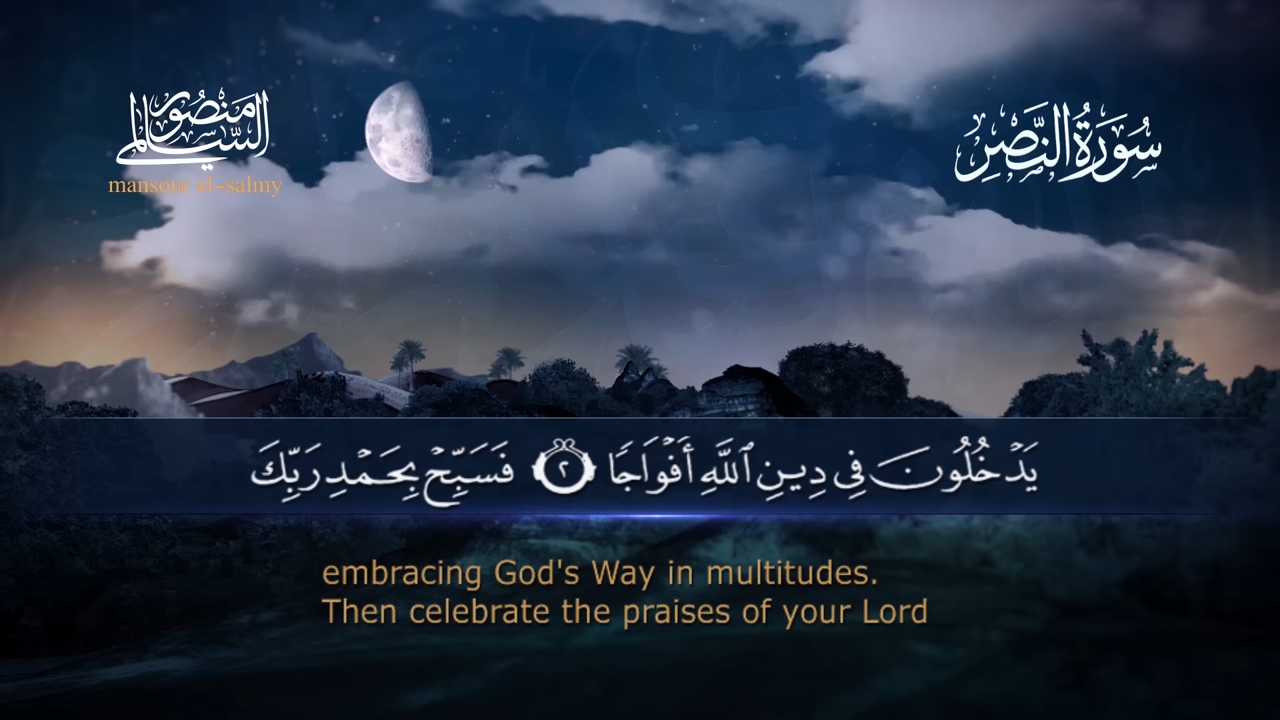 منصور السالمي
mansour al-salmy
سُورَةُ النَّصْرِ
يَدْخُلُونَ فِي دِينِ ٱللَّهِ أَفْوَاجًا ٢ فَسَبِّحْ بِحَمْدِ رَبِّكَ
embracing God's Way in multitudes.
Then celebrate the praises of your Lord